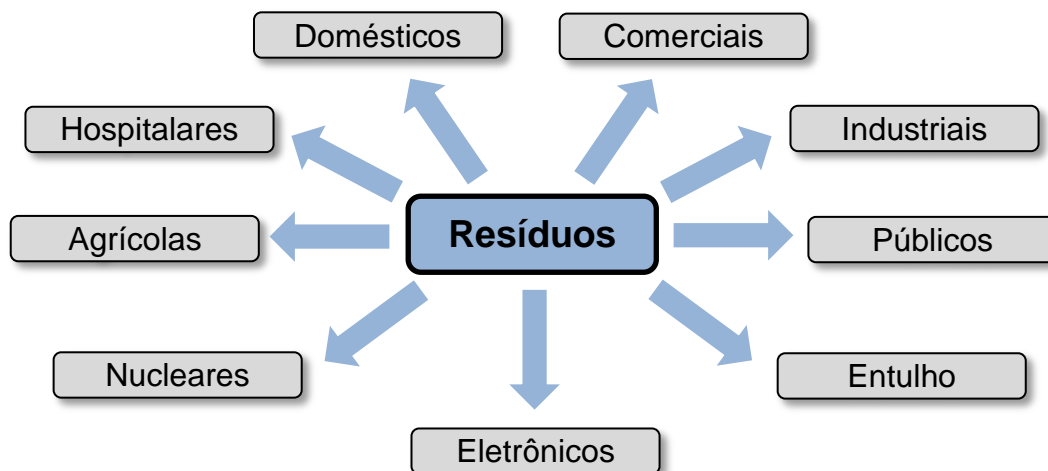 Domésticos
Comerciais
Hospitalares
Industriais
Agrícolas
Resíduos
Públicos
Nucleares
Entulho
Eletrônicos